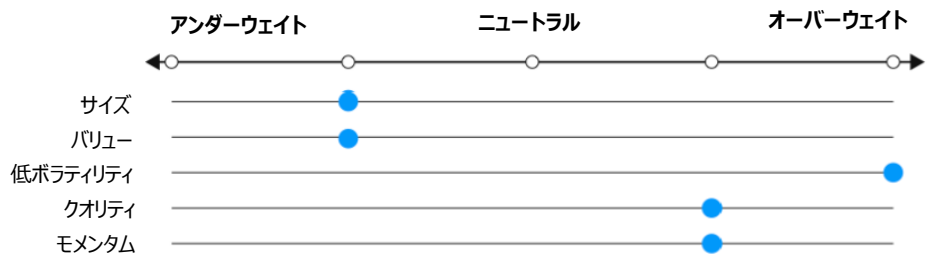 アンダーウェイト ニュートラル オーバーウェイト
サイズ
バリュー
低ボラティリティ
クオリティ
モメンタム